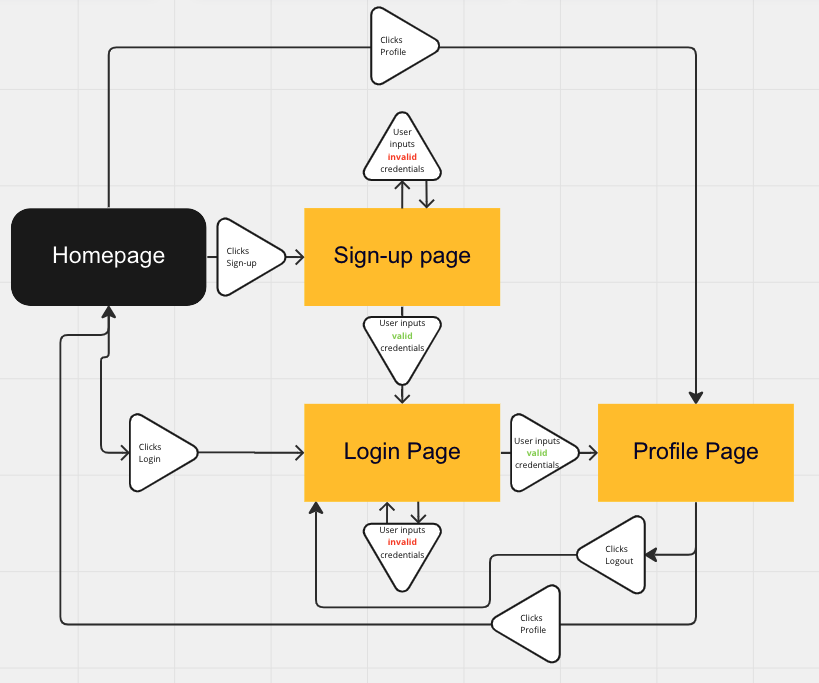 Clicks
Profile
User
inputs
invalid
credentials
Homepage
Clicks
Sign-up
Sign-up page
User inputs
valid
credentials
Clicks
Login
Login Page
User inputs
valid
credentials
Profile Page
User inputs
invalid
credentials
Clicks
Logout
Clicks
Profile